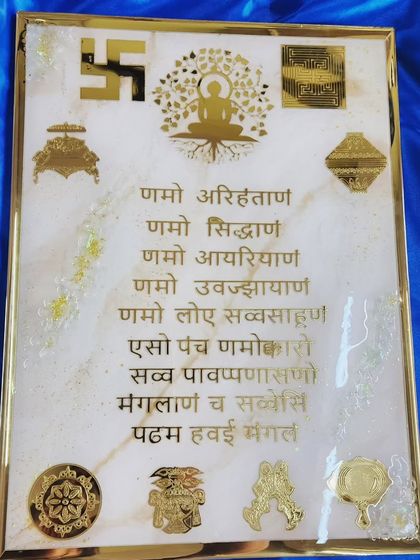 णमो अरिहंताणं
णमो सिद्धाणं
णमो आयरियाणं
णमो उवज्झायाणं
णमो लोए सव्वसाहूणं
एसो पंच णमोक्कारो
सव्व पावप्पणासणो
मंगलाणं च सव्वेसिं
पढम हवई मंगलं